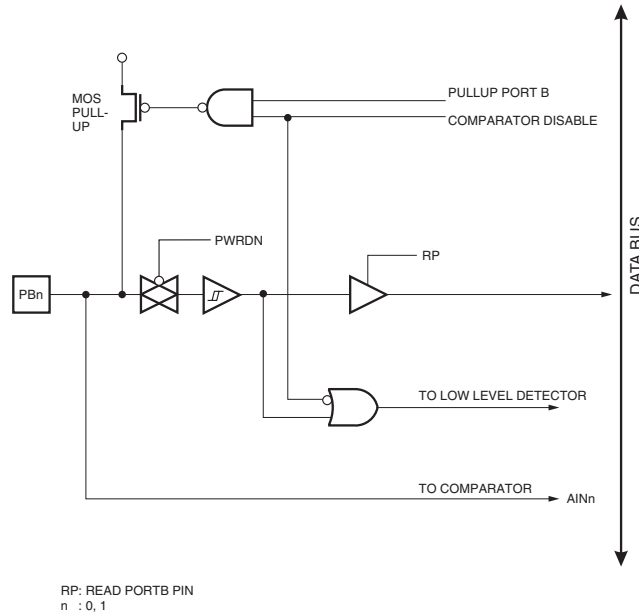 MOS
PULL-
UP
PULLUP PORT B
COMPARATOR DISABLE
PWRDN
RP
PBn
DATA BUS
TO LOW LEVEL DETECTOR
TO COMPARATOR
AINn
RP: READ PORTB PIN
n : 0, 1